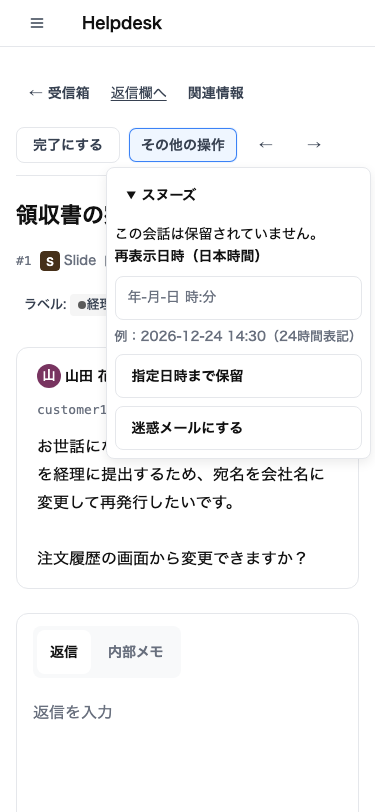 Helpdesk
← 受信箱 返信欄へ 関連情報
完了にする その他の操作 ← →
▼ スヌーズ
この会話は保留されていません。
再表示日時（日本時間）
年-月-日 時:分
例：2026-12-24 14:30（24時間表記）
指定日時まで保留
迷惑メールにする
領収書の
#1 S Slide
ラベル: 経理
山 山田 花
customer1
お世話にな
を経理に提出するため、宛名を会社名に
変更して再発行したいです。
注文履歴の画面から変更できますか？
返信 内部メモ
返信を入力